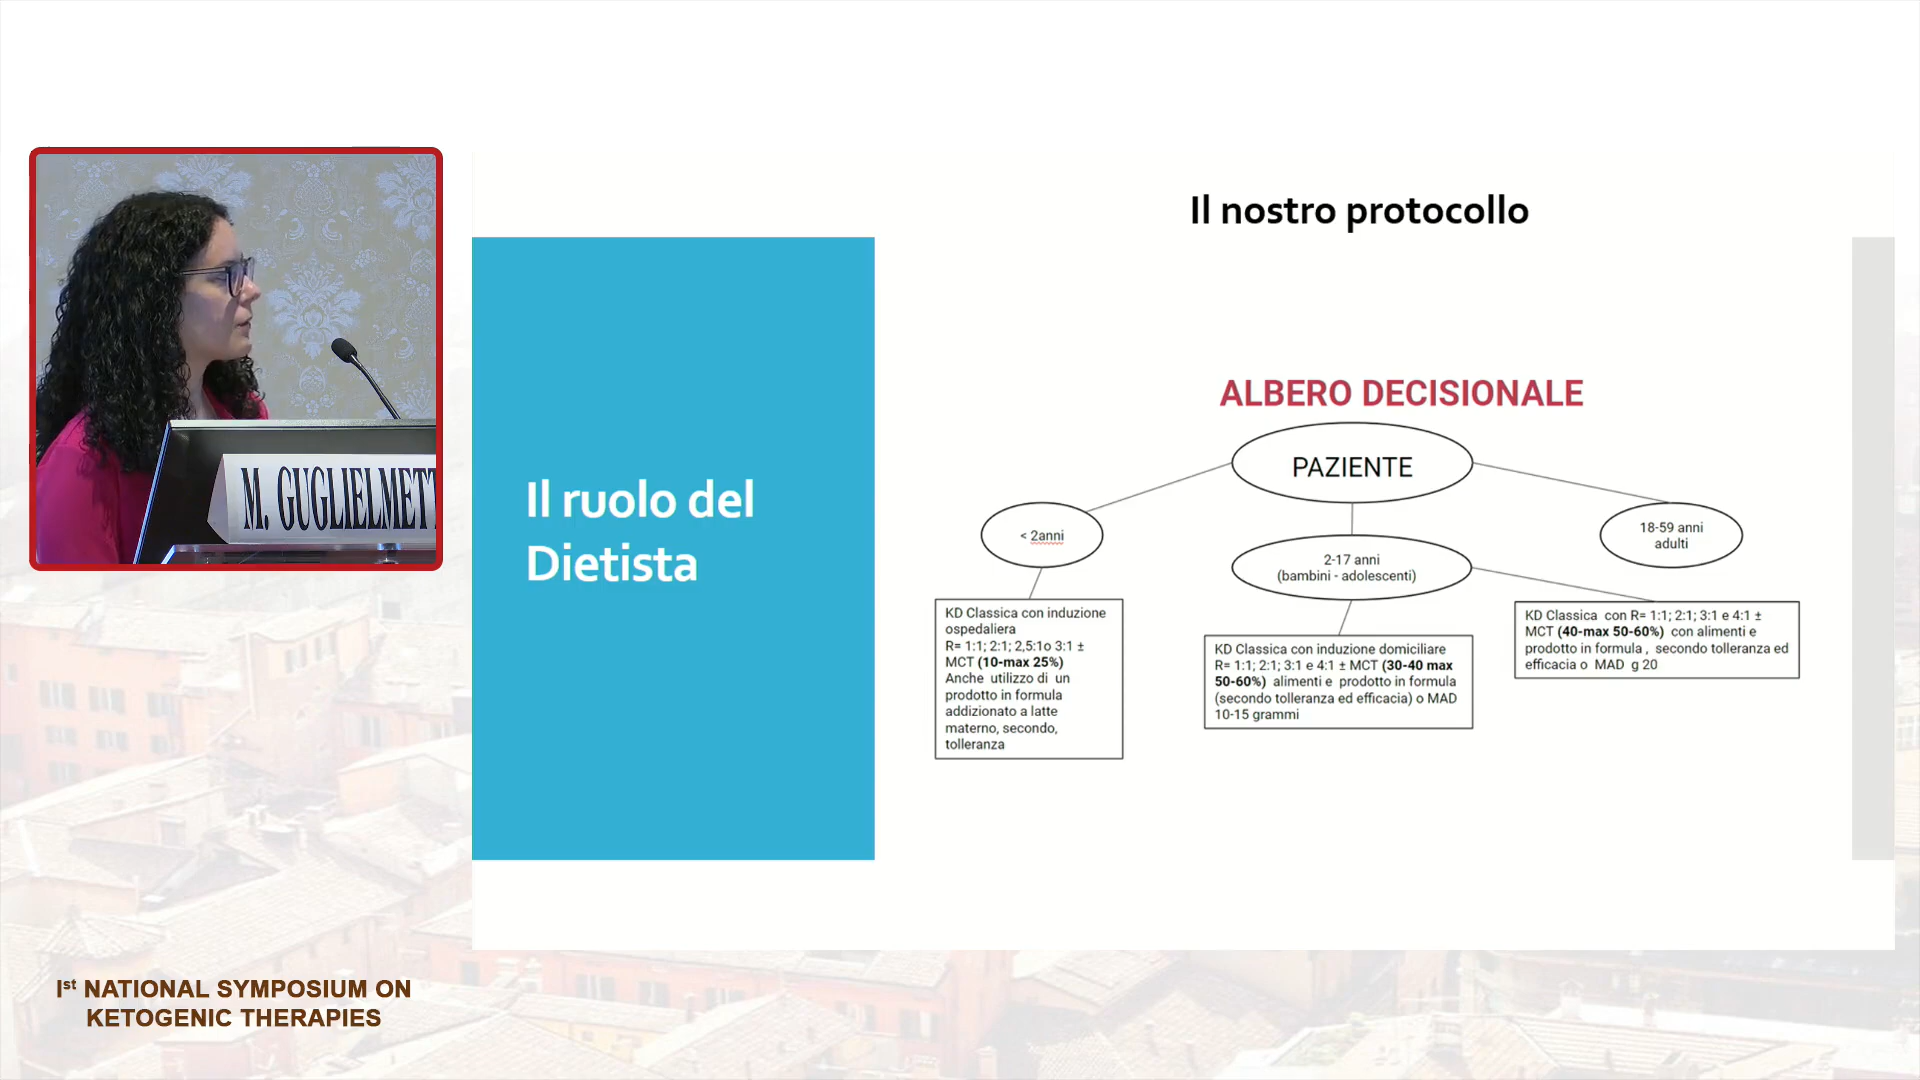 Il nostro protocollo
Il ruolo del
Dietista
ALBERO DECISIONALE
PAZIENTE
< 2anni
2-17 anni
(bambini - adolescenti)
18-59 anni
adulti
KD Classica con induzione
ospedaliera
R= 1:1; 2:1; 2,5:1o 3:1 ±
MCT (10-max 25%)
Anche utilizzo di un
prodotto in formula
addizionato a latte
materno, secondo,
tolleranza
KD Classica con induzione domiciliare
R= 1:1; 2:1; 3:1 e 4:1 ± MCT (30-40 max
50-60%) alimenti e prodotto in formula
(secondo tolleranza ed efficacia) o MAD
10-15 grammi
KD Classica con R= 1:1; 2:1; 3:1 e 4:1 ±
MCT (40-max 50-60%) con alimenti e
prodotto in formula , secondo tolleranza ed
efficacia o MAD g 20
M. GUGLIELMETT
Ist NATIONAL SYMPOSIUM ON
KETOGENIC THERAPIES